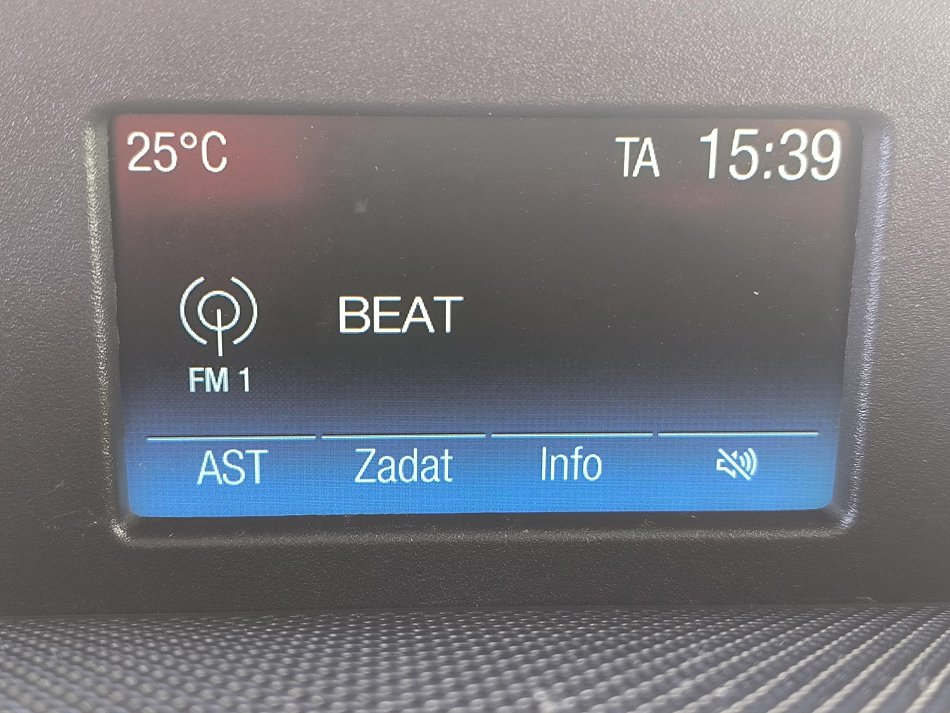 25°C TA 15:39
BEAT
FM 1
AST Zadat Info